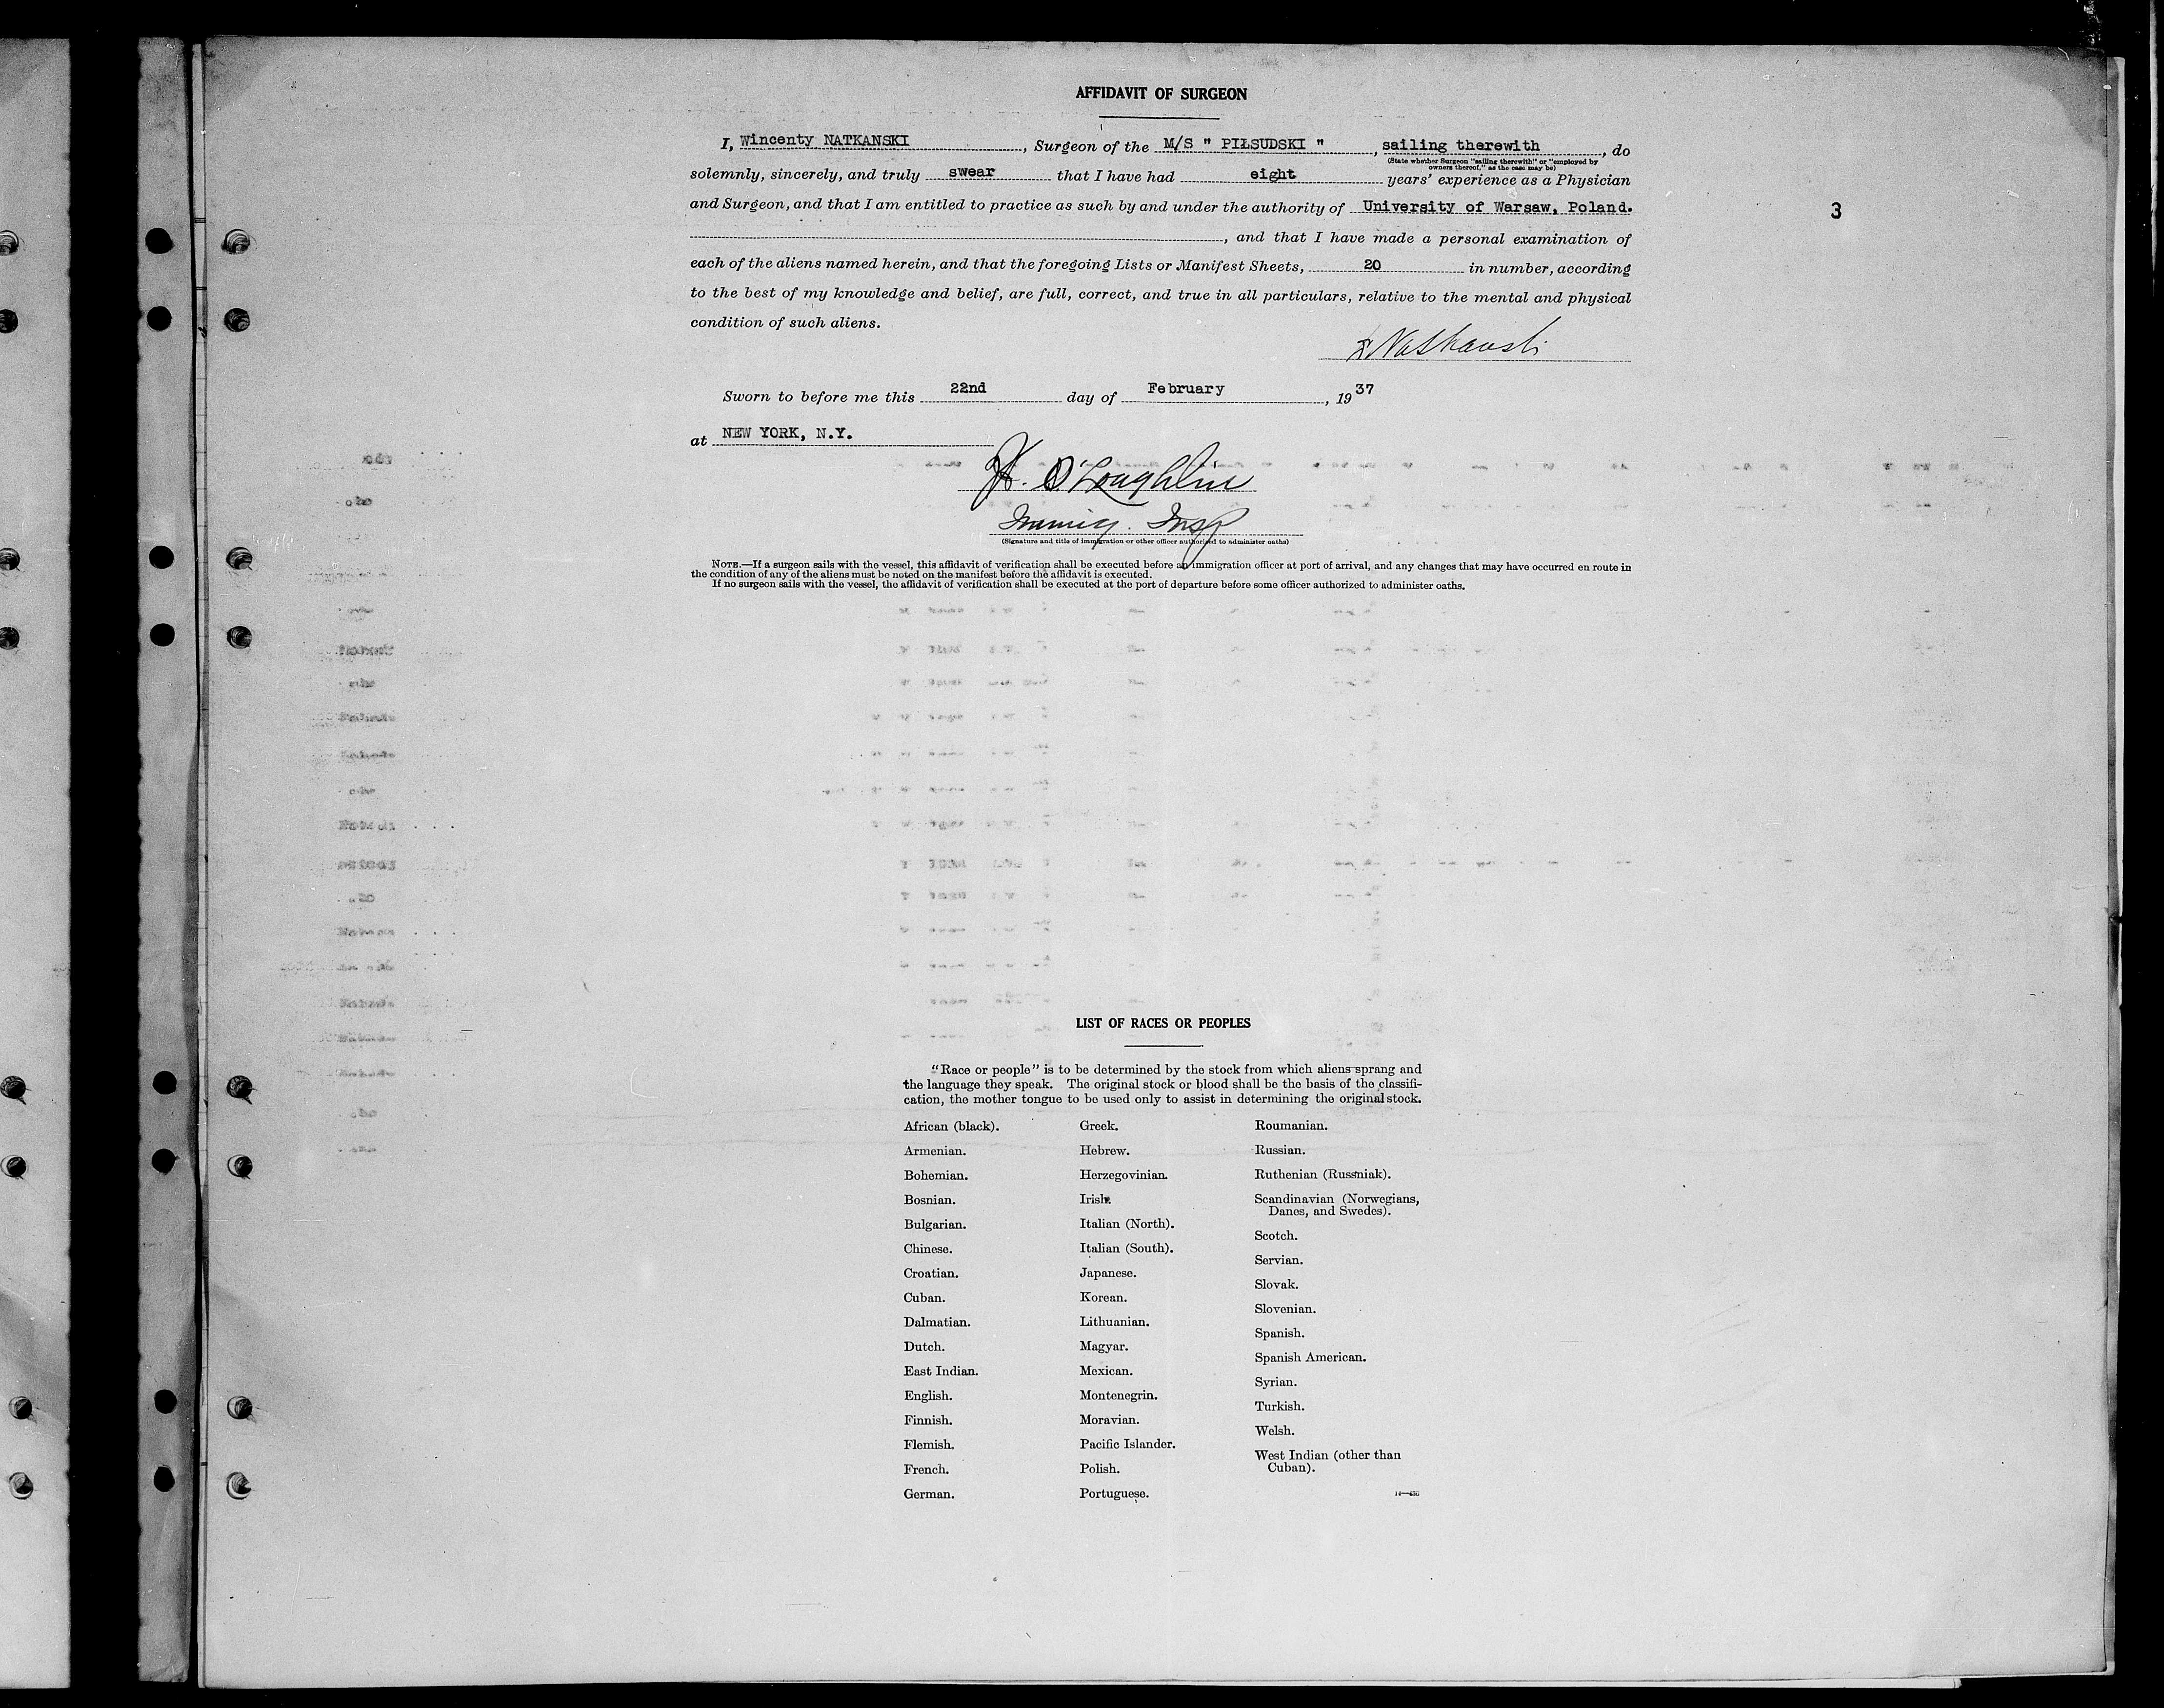 AFFIDAVIT OF SURGEON
I, Wincenty NATKANSKI, Surgeon of the M/S " PIŁSUDSKI ", sailing therewith, do
(State whether Surgeon "sailing therewith" or "employed by
owners thereof," as the case may be)
solemnly, sincerely, and truly swear that I have had eight years' experience as a Physician
and Surgeon, and that I am entitled to practice as such by and under the authority of University of Warsaw, Poland.
3
, and that I have made a personal examination of
each of the aliens named herein, and that the foregoing Lists or Manifest Sheets, 20 in number, according
to the best of my knowledge and belief, are full, correct, and true in all particulars, relative to the mental and physical
condition of such aliens.
Natkanski
Sworn to before me this 22nd day of February, 1937
at NEW YORK, N.Y.
O'Loughlin
Immig. Insp
(Signature and title of immigration or other officer authorized to administer oaths)
NOTE.—If a surgeon sails with the vessel, this affidavit of verification shall be executed before an immigration officer at port of arrival, and any changes that may have occurred en route in
the condition of any of the aliens must be noted on the manifest before the affidavit is executed.
If no surgeon sails with the vessel, the affidavit of verification shall be executed at the port of departure before some officer authorized to administer oaths.
LIST OF RACES OR PEOPLES
"Race or people" is to be determined by the stock from which aliens sprang and
the language they speak. The original stock or blood shall be the basis of the classifi-
cation, the mother tongue to be used only to assist in determining the original stock.
African (black).
Armenian.
Bohemian.
Bosnian.
Bulgarian.
Chinese.
Croatian.
Cuban.
Dalmatian.
Dutch.
East Indian.
English.
Finnish.
Flemish.
French.
German.
Greek.
Hebrew.
Herzegovinian.
Irish.
Italian (North).
Italian (South).
Japanese.
Korean.
Lithuanian.
Magyar.
Mexican.
Montenegrin.
Moravian.
Pacific Islander.
Polish.
Portuguese.
Roumanian.
Russian.
Ruthenian (Russniak).
Scandinavian (Norwegians,
Danes, and Swedes).
Scotch.
Servian.
Slovak.
Slovenian.
Spanish.
Spanish American.
Syrian.
Turkish.
Welsh.
West Indian (other than
Cuban).